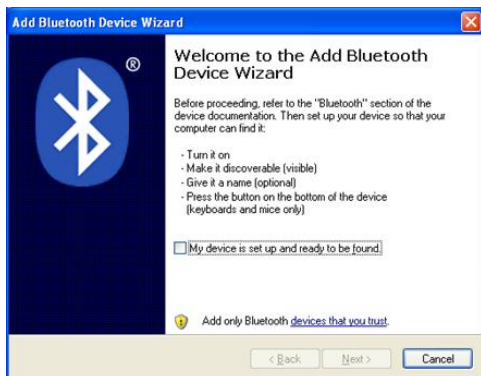 Add Bluetooth Device Wizard
®
Welcome to the Add Bluetooth
Device Wizard
Before proceeding, refer to the "Bluetooth" section of the
device documentation. Then set up your device so that your
computer can find it:
- Turn it on
- Make it discoverable (visible)
- Give it a name (optional)
- Press the button on the bottom of the device
(keyboards and mice only)
My device is set up and ready to be found.
Add only Bluetooth devices that you trust.
< Back Next > Cancel